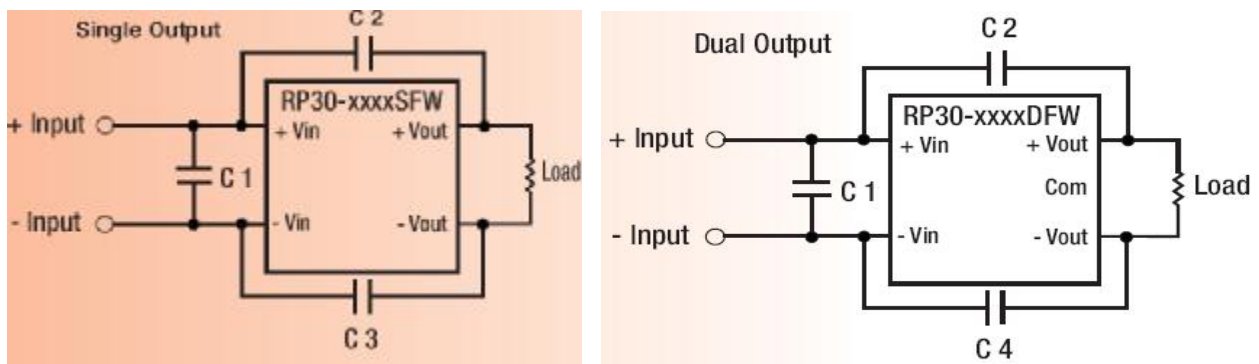 Single Output
C 2
RP30-xxxxSFW
+ Input
+ Vin
+ Vout
C 1
Load
- Input
- Vin
- Vout
C 3
Dual Output
C 2
RP30-xxxxDFW
+ Input
+ Vin
+ Vout
C 1
Com
Load
- Input
- Vin
- Vout
C 4